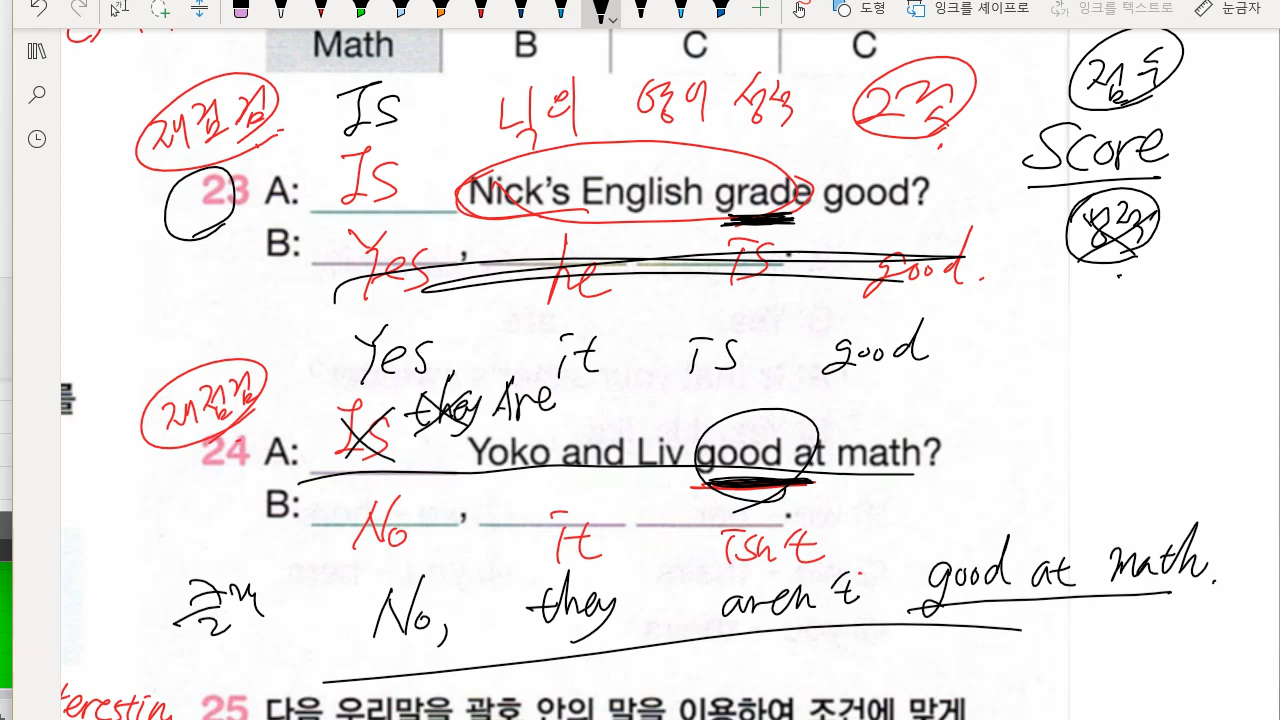 도형 잉크를 셰이프로 잉크를 텍스트로 눈금자
Math B C C
점수
재점검 Is 닉의 영어 성적
Score
Is
23 A: Nick's English grade good?
B: , .
Yes he is good.
Yes it is good
를
재점검 Is they Are
24 A: Yoko and Liv good at math?
B: , .
No it isn't
No, they aren't good at math.
terestin
25 다음 우리말을 괄호 안의 말을 이용하여 조건에 맞게